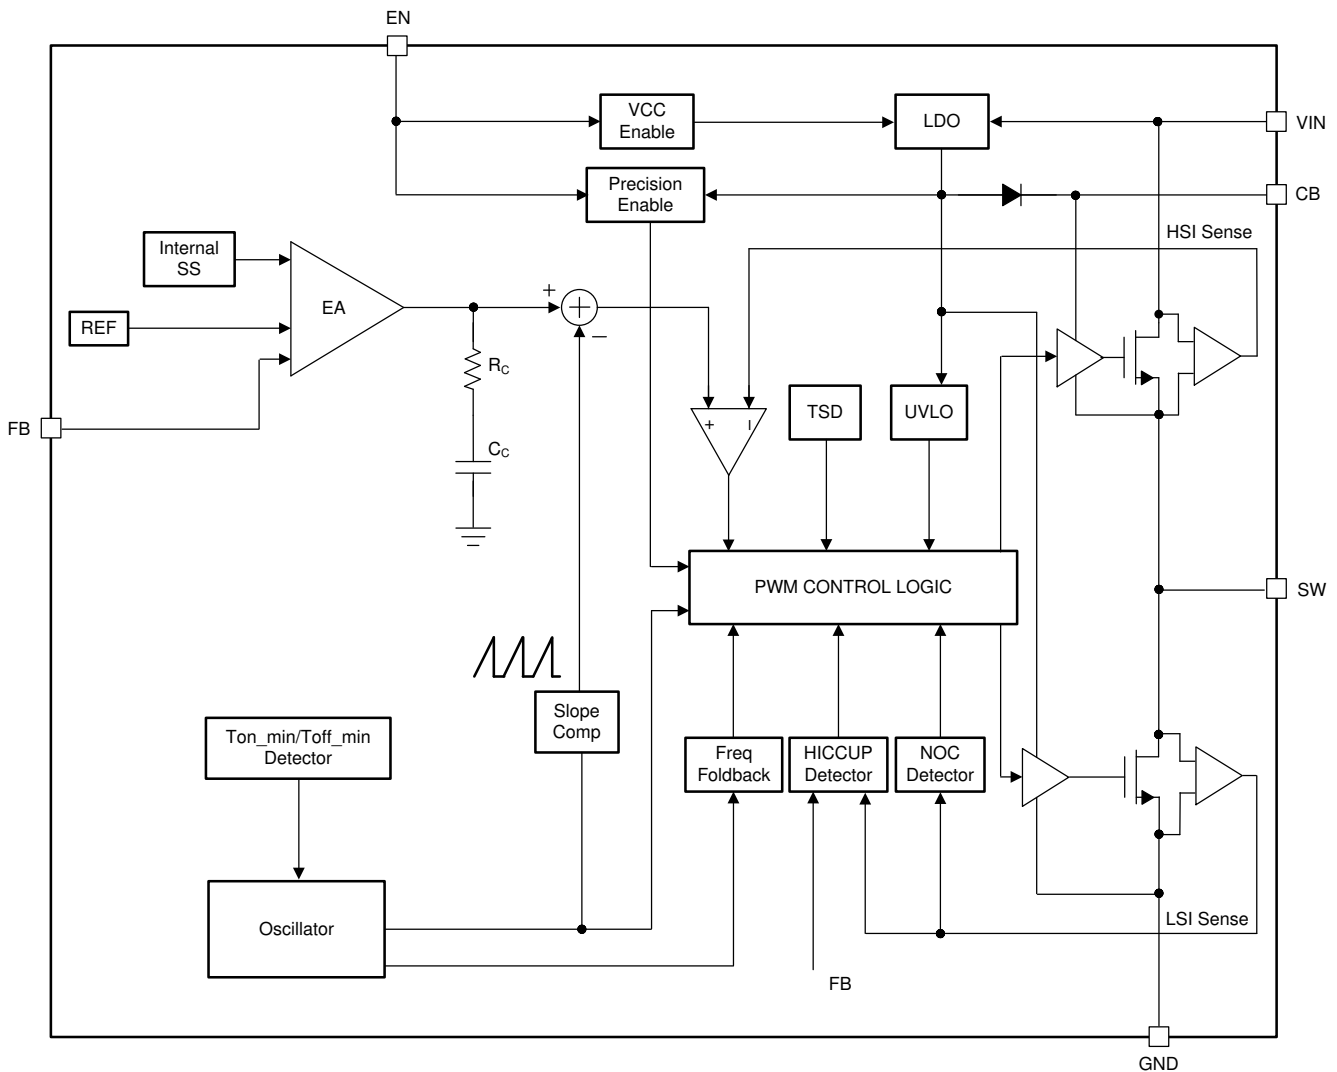 EN
VCC
Enable
LDO
VIN
Precision
Enable
CB
HSI Sense
Internal
SS
EA
+
+
−
REF
RC
FB
TSD
UVLO
+
−
CC
PWM CONTROL LOGIC
SW
Slope
Comp
Ton_min/Toff_min
Detector
Freq
Foldback
HICCUP
Detector
NOC
Detector
LSI Sense
Oscillator
FB
GND